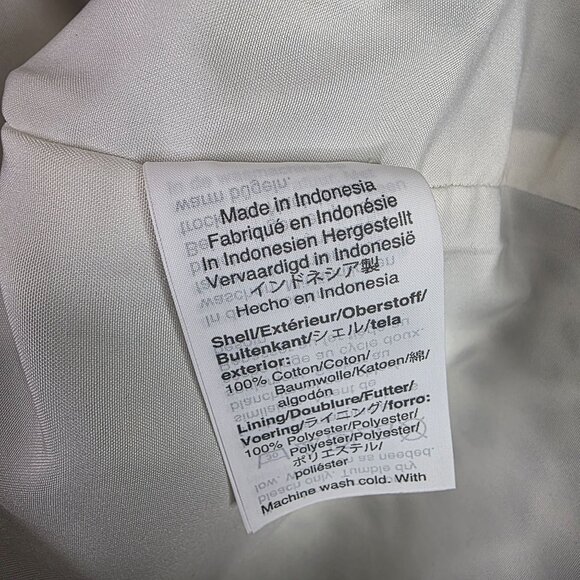 Made in Indonesia
Fabriqué en Indonésie
In Indonesien Hergestellt
Vervaardigd in Indonesië
インドネシア製
Hecho en Indonesia
Shell/Extérieur/Oberstoff/
Buitenkant/シェル/tela
exterior:
100% Cotton/Coton/
Baumwolle/Katoen/綿/
algodón
Lining/Doublure/Futter/
Voering/ライニング/forro:
100% Polyester/Polyester/
Polyester/Polyester/
ポリエステル/
poliéster
Machine wash cold. With